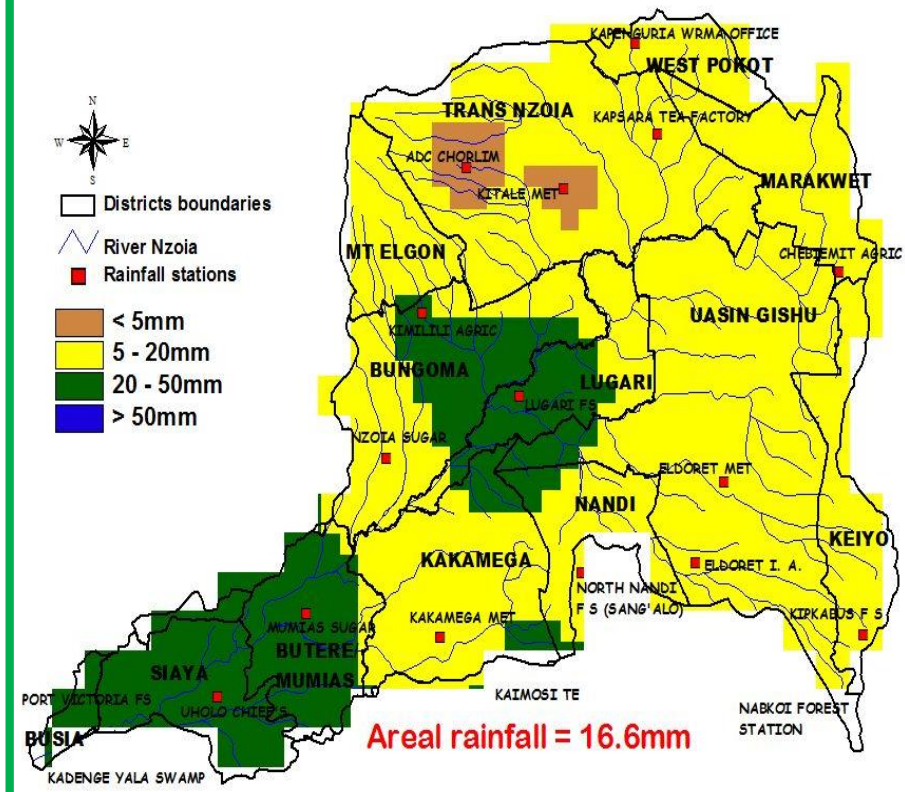 KAPENGURIA WRMA OFFICE
WEST POKOT
TRANS NZOIA
KAPSARA TEA FACTORY
N
W E
S
ADC CHORLIM
KITALE MET
MARAKWET
Districts boundaries
River Nzoia
Rainfall stations
MT ELGON
CHEBIEMIT AGRIC
< 5mm
5 - 20mm
20 - 50mm
> 50mm
KIMILILI AGRIC
UASIN GISHU
BUNGOMA
LUGARI
LUGARI FS
NZOIA SUGAR
ELDORET MET
NANDI
KEIYO
KAKAMEGA
ELDORET I. A.
NORTH NANDI
F S (SANG'ALO)
MUMIAS SUGAR
KAKAMEGA MET
KIPKABUS F S
BUTERE
MUMIAS
SIAYA
PORT VICTORIA FS
UHOLO CHIEF'S
KAIMOSI TE
NABKOI FOREST
STATION
BUSIA
Areal rainfall = 16.6mm
KADENGE YALA SWAMP